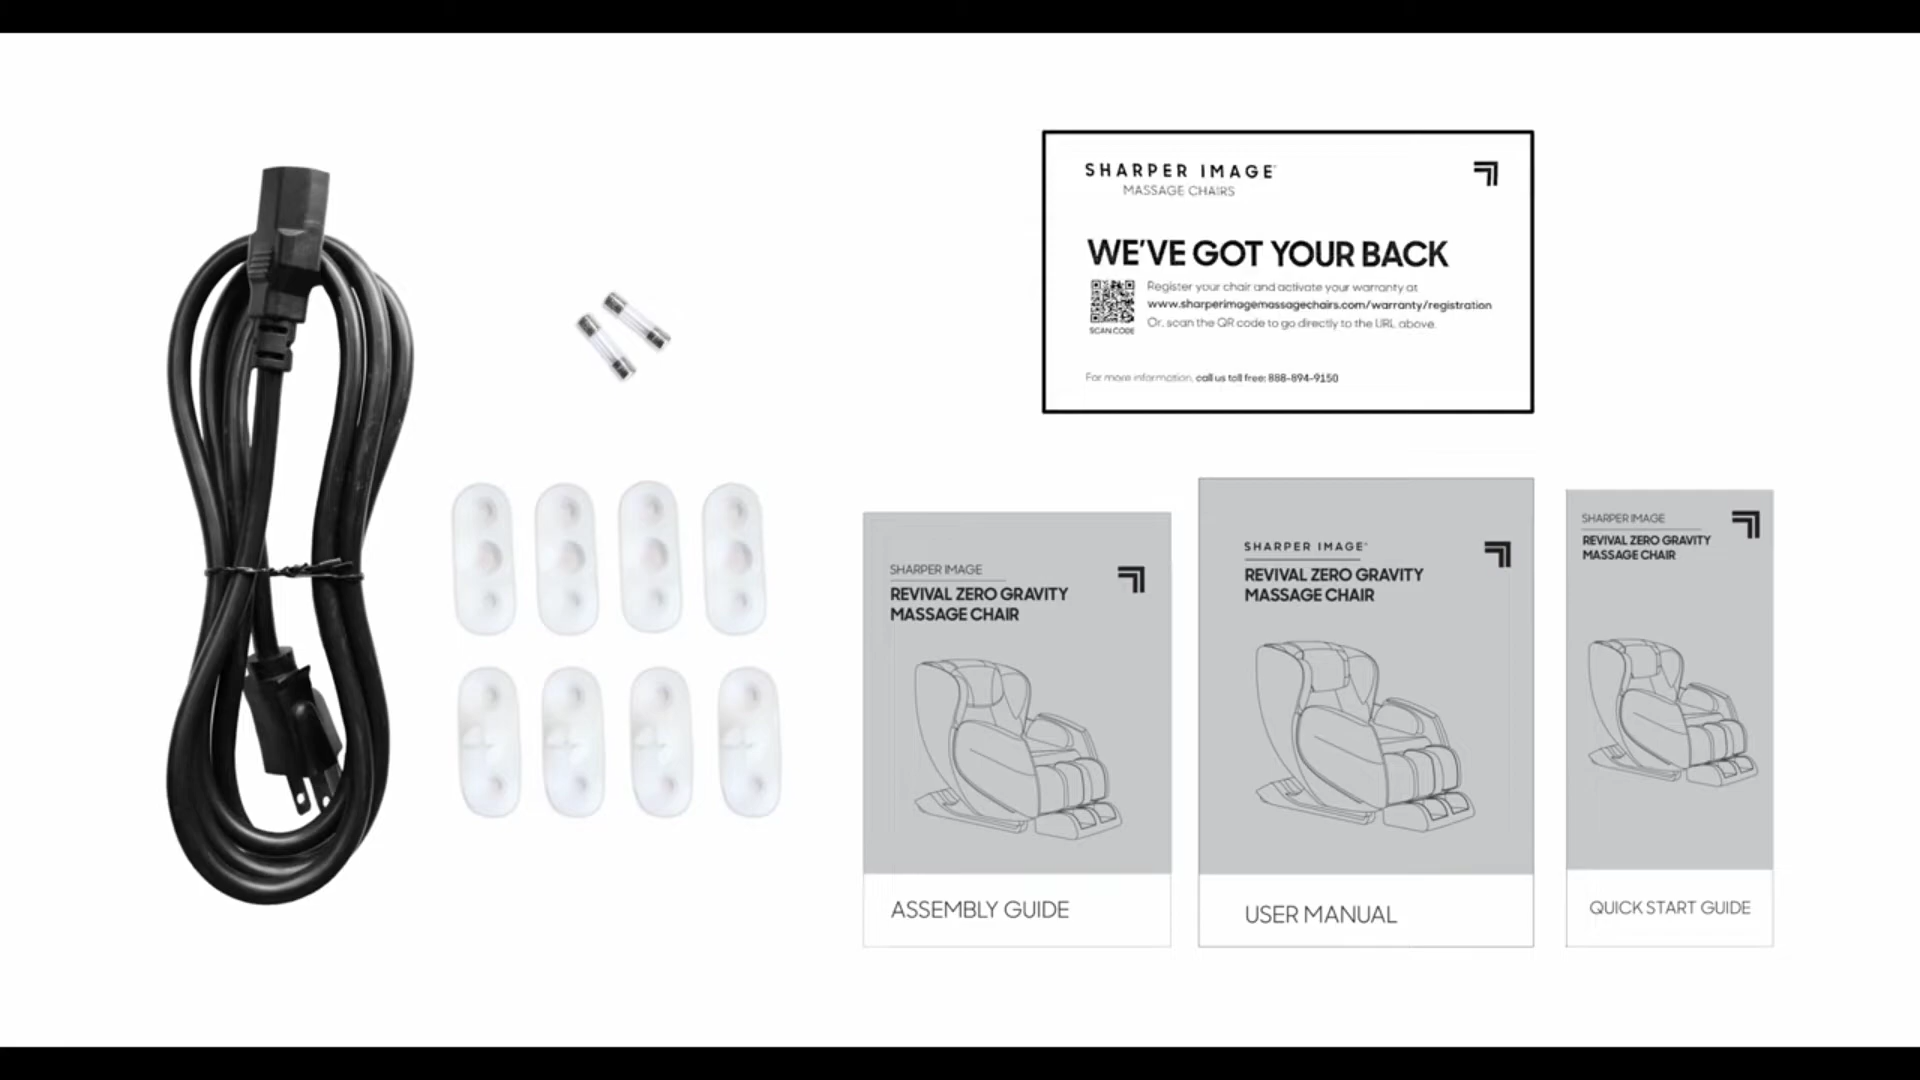 SHARPER IMAGE
MASSAGE CHAIRS
WE'VE GOT YOUR BACK
Register your chair and activate your warranty at
www.sharperimagemassagechairs.com/warranty/registration
Or, scan the QR code to go directly to the URL above.
SCAN CODE
For more information, call us toll free: 888-894-9150
SHARPER IMAGE
REVIVAL ZERO GRAVITY
MASSAGE CHAIR
ASSEMBLY GUIDE
SHARPER IMAGE
REVIVAL ZERO GRAVITY
MASSAGE CHAIR
USER MANUAL
SHARPER IMAGE
REVIVAL ZERO GRAVITY
MASSAGE CHAIR
QUICK START GUIDE